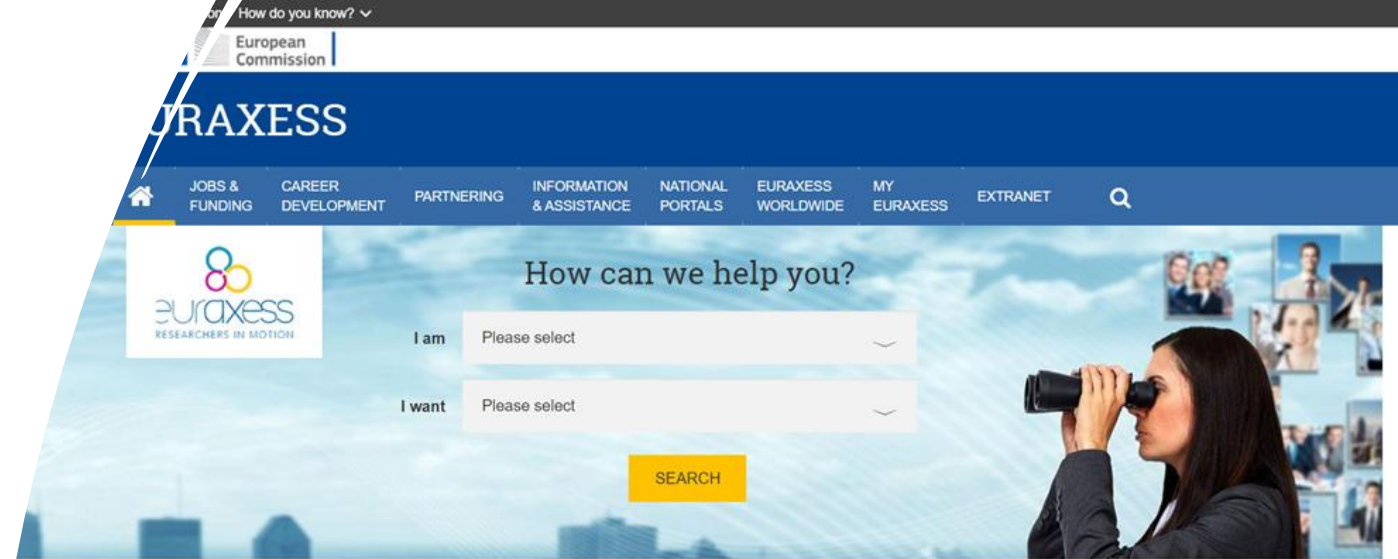 How do you know?
European
Commission
URAXESS
JOBS &
FUNDING
CAREER
DEVELOPMENT
PARTNERING
INFORMATION
& ASSISTANCE
NATIONAL
PORTALS
EURAXESS
WORLDWIDE
MY
EURAXESS
EXTRANET
euraxess
RESEARCHERS IN MOTION
How can we help you?
I am
Please select
I want
Please select
SEARCH